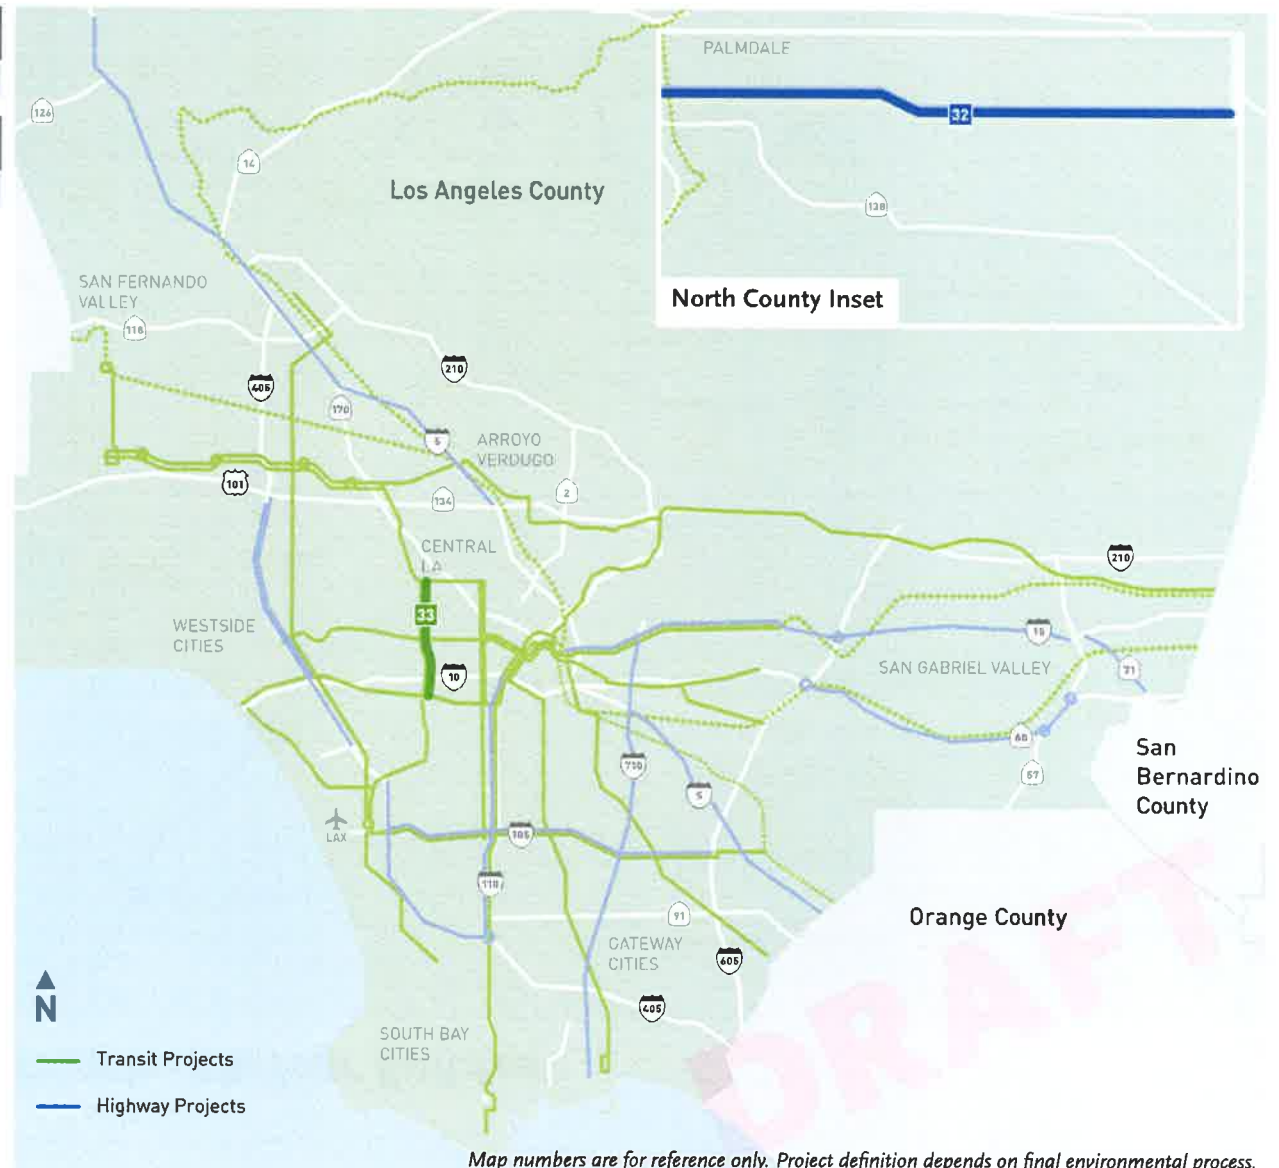 PALMDALE
32
126
14
138
Los Angeles County
SAN FERNANDO
VALLEY
North County Inset
118
210
405
170
5
ARROYO
VERDUGO
101
134
2
CENTRAL
LA
210
33
WESTSIDE
CITIES
10
10
SAN GABRIEL VALLEY
71
60
57
San
Bernardino
County
710
5
LAX
105
110
91
Orange County
GATEWAY
CITIES
605
405
N
SOUTH BAY
CITIES
Transit Projects
Highway Projects
DRAFT
Map numbers are for reference only. Project definition depends on final environmental process.